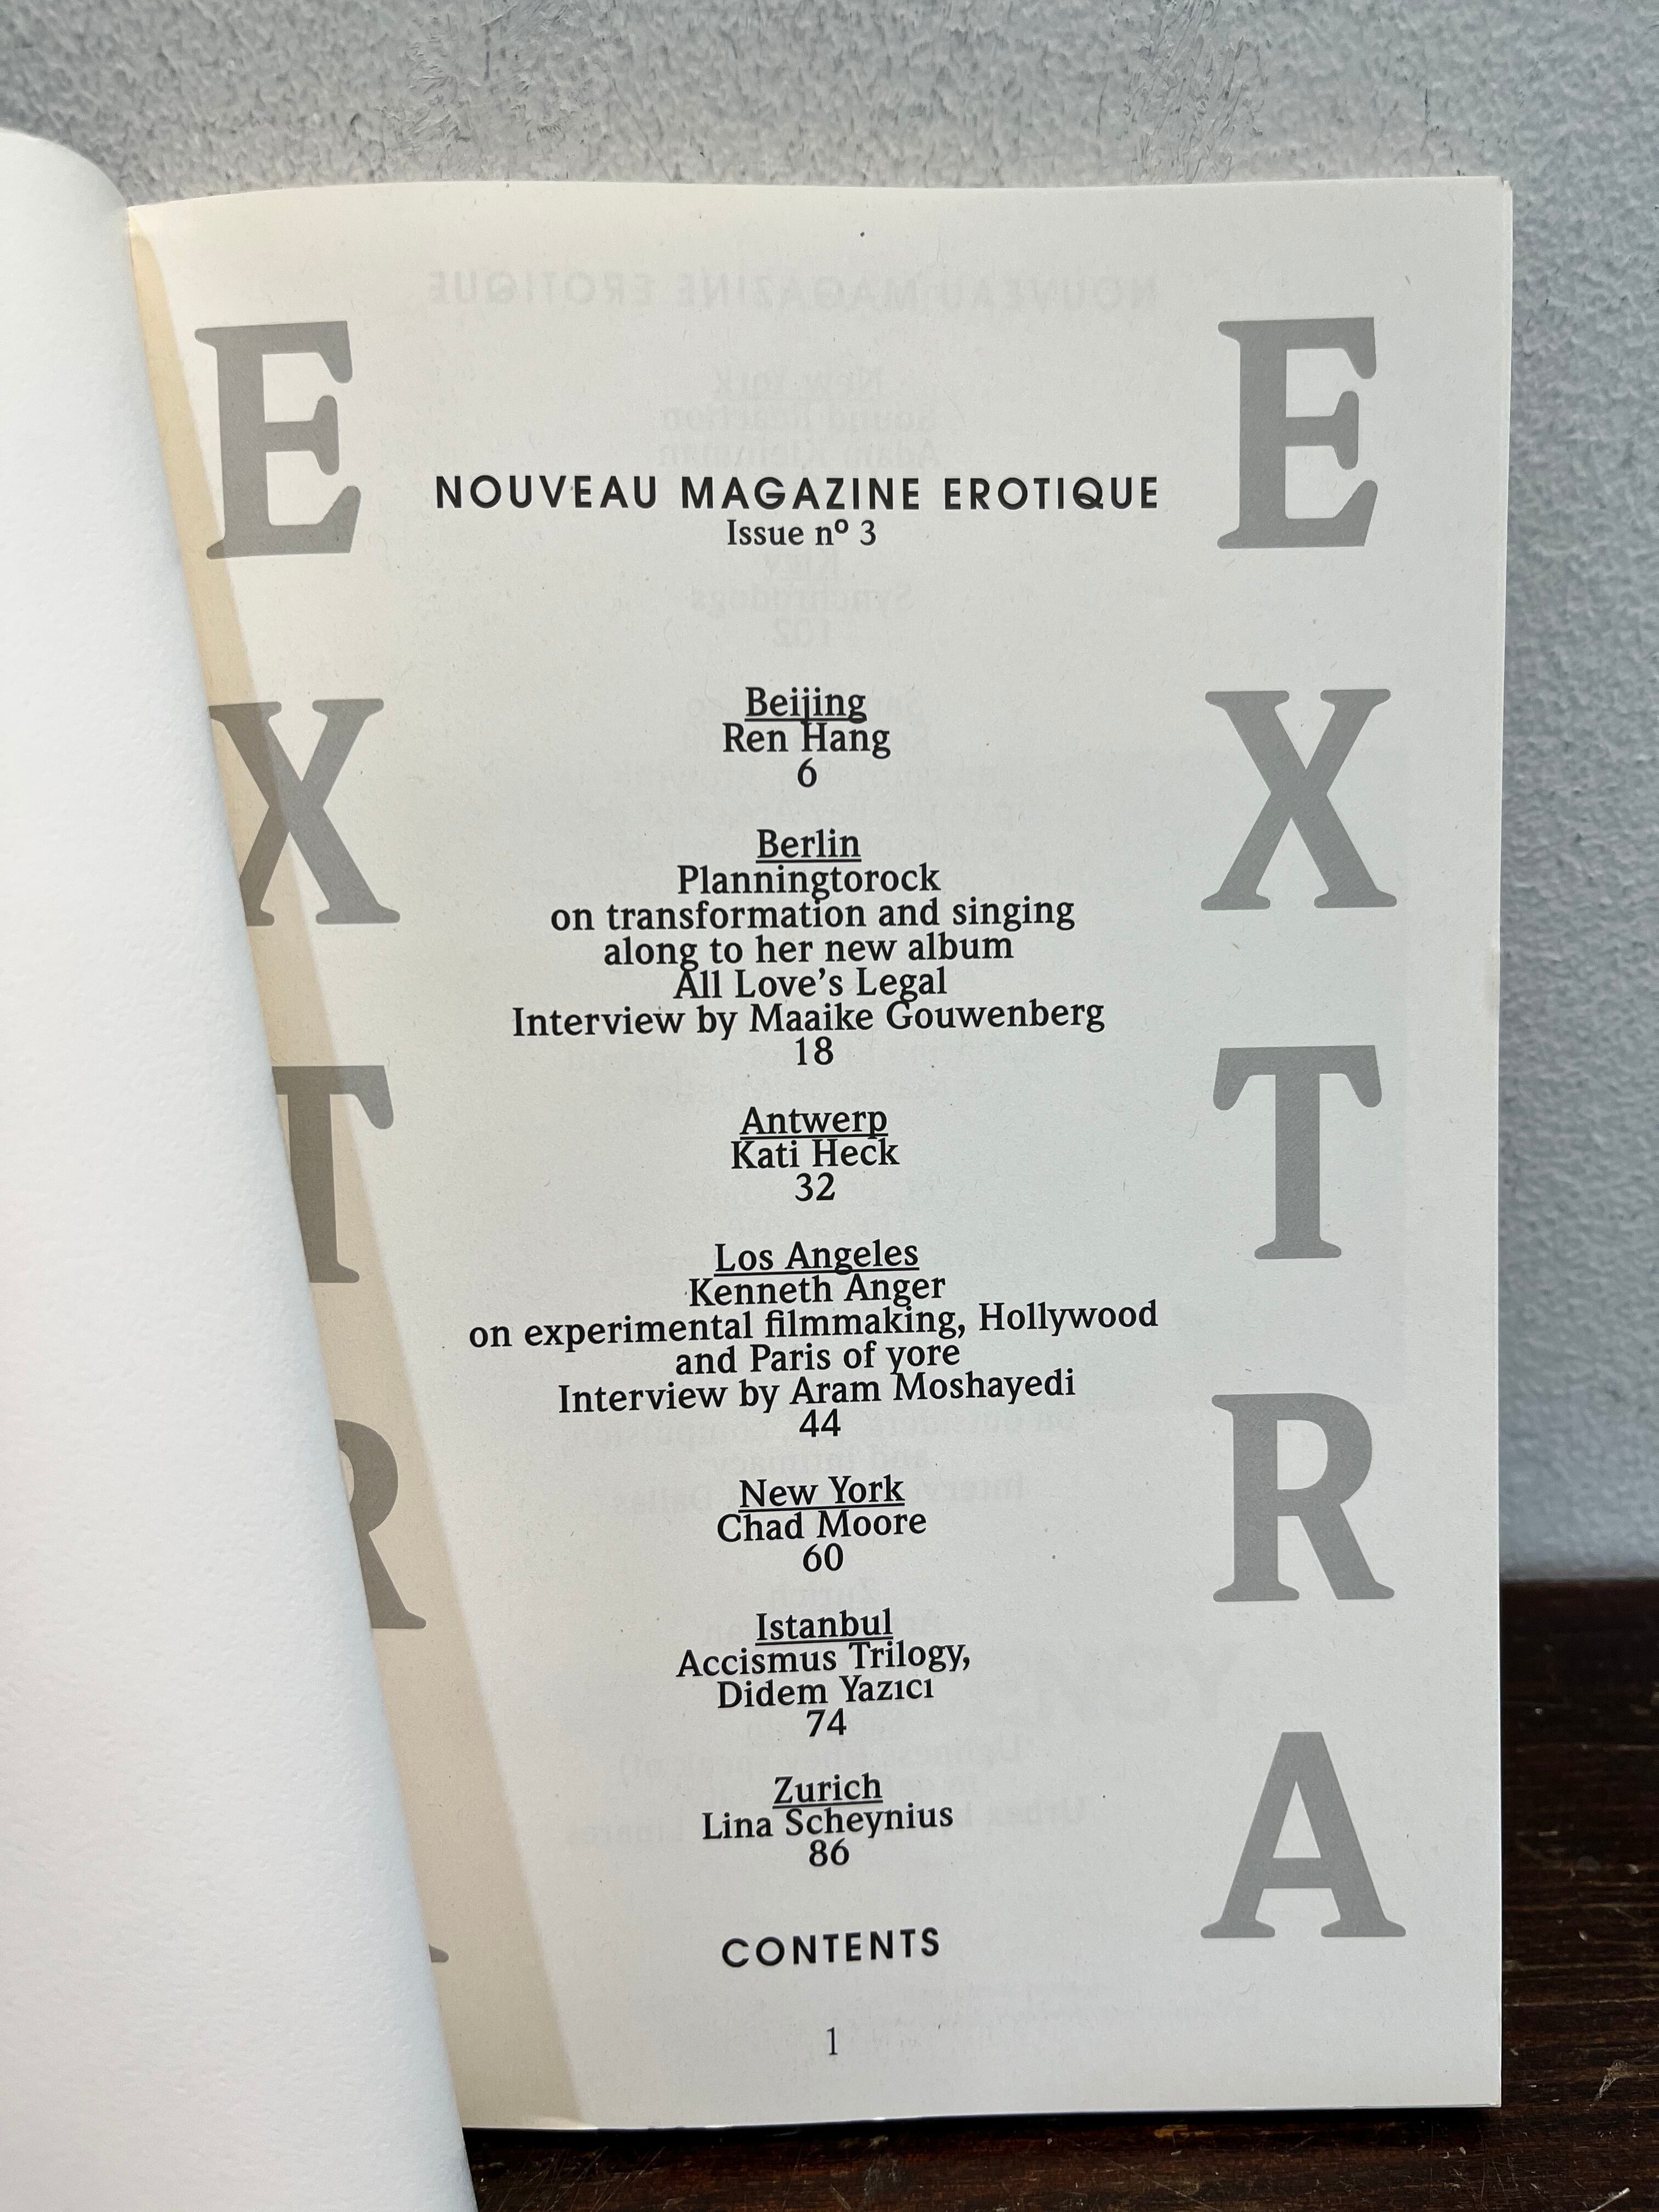 E
X
T
R
E
X
T
R
A
NOUVEAU MAGAZINE EROTIQUE
Issue nº 3
Beijing
Ren Hang
6
Berlin
Planningtorock
on transformation and singing
along to her new album
All Love’s Legal
Interview by Maaike Gouwenberg
18
Antwerp
Kati Heck
32
Los Angeles
Kenneth Anger
on experimental filmmaking, Hollywood
and Paris of yore
Interview by Aram Moshayedi
44
New York
Chad Moore
60
Istanbul
Accismus Trilogy,
Didem Yazıcı
74
Zurich
Lina Scheynius
86
CONTENTS
1